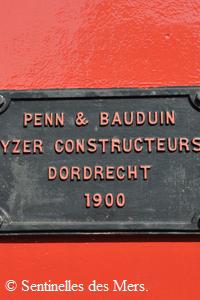 PENN & BAUDUIN
YZER CONSTRUCTEURS
DORDRECHT
1900
© Sentinelles des Mers.